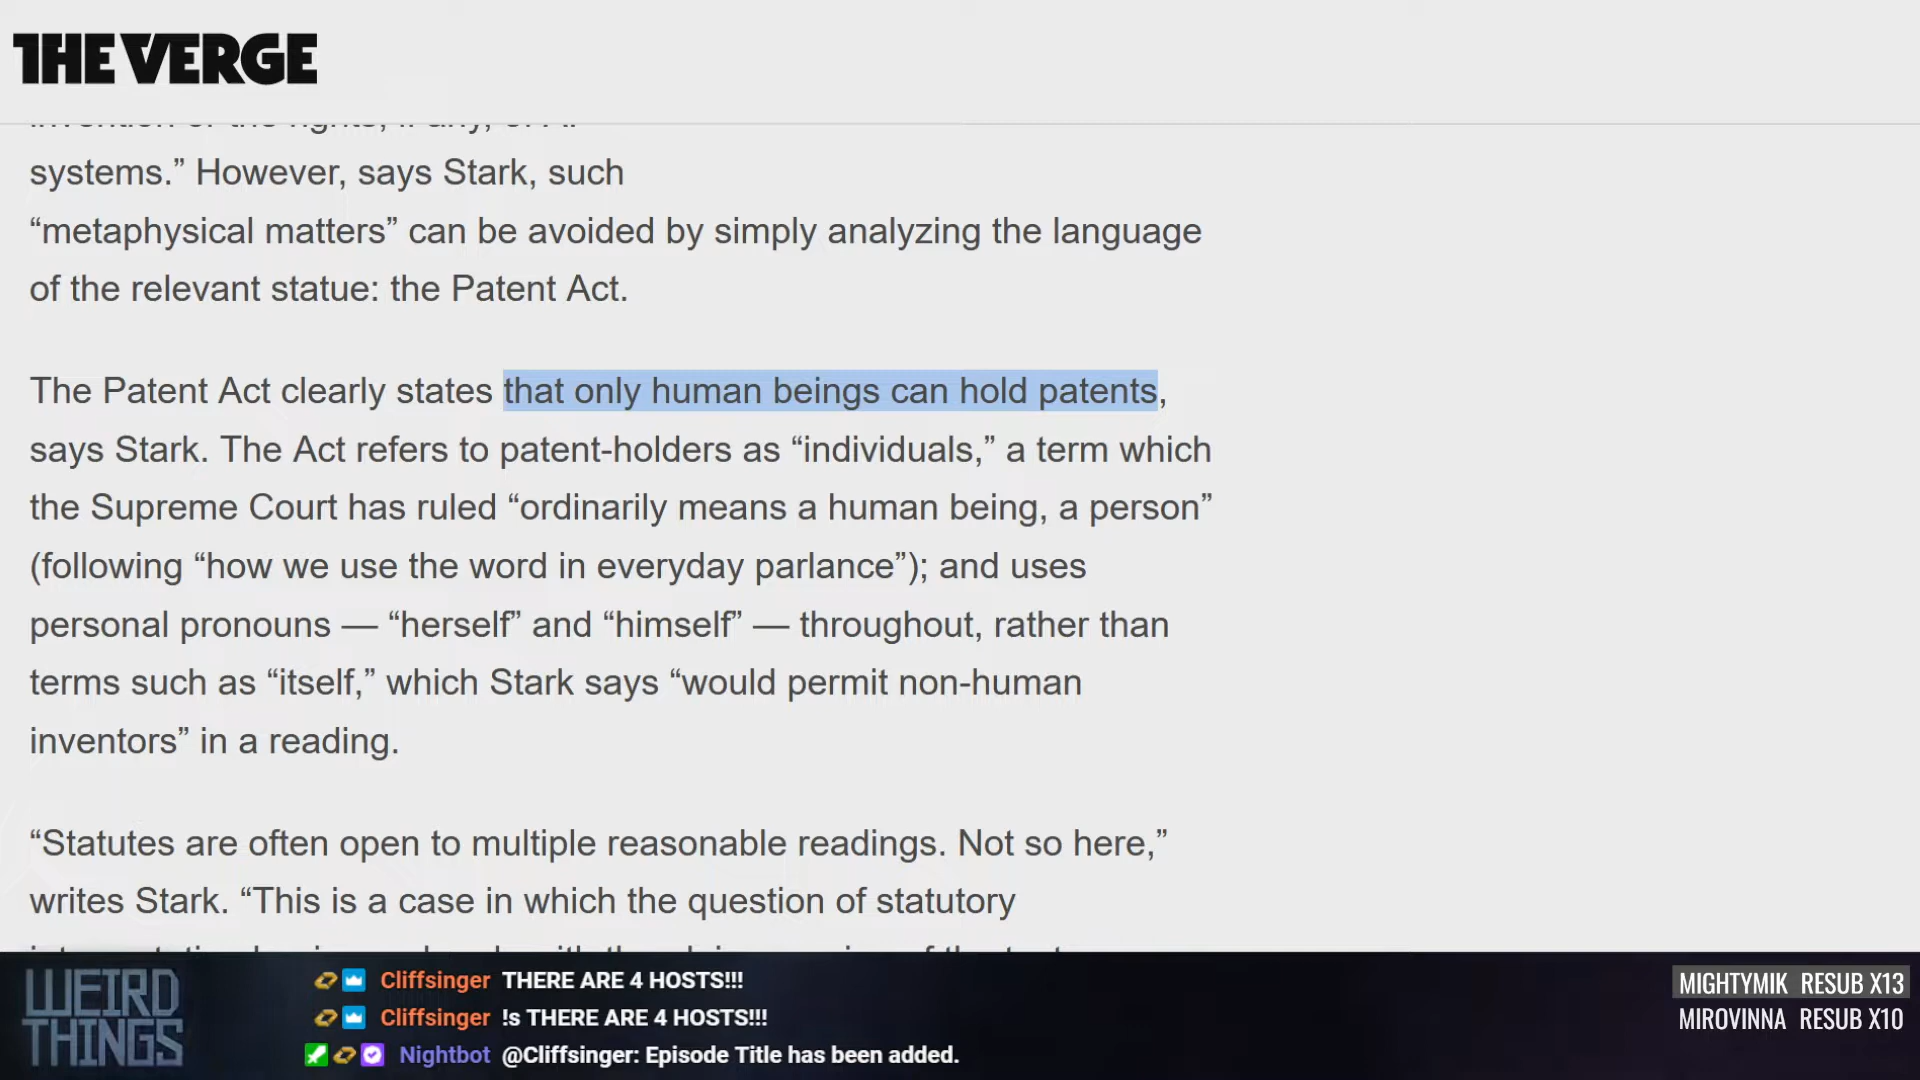 THE VERGE
systems.” However, says Stark, such
“metaphysical matters” can be avoided by simply analyzing the language
of the relevant statue: the Patent Act.
The Patent Act clearly states that only human beings can hold patents,
says Stark. The Act refers to patent-holders as “individuals,” a term which
the Supreme Court has ruled “ordinarily means a human being, a person”
(following “how we use the word in everyday parlance”); and uses
personal pronouns — “herself” and “himself” — throughout, rather than
terms such as “itself,” which Stark says “would permit non-human
inventors” in a reading.
“Statutes are often open to multiple reasonable readings. Not so here,”
writes Stark. “This is a case in which the question of statutory
WEIRD
THINGS
Cliffsinger THERE ARE 4 HOSTS!!!
Cliffsinger !s THERE ARE 4 HOSTS!!!
Nightbot @Cliffsinger: Episode Title has been added.
MIGHTYMIK RESUB X13
MIROVINNA RESUB X10